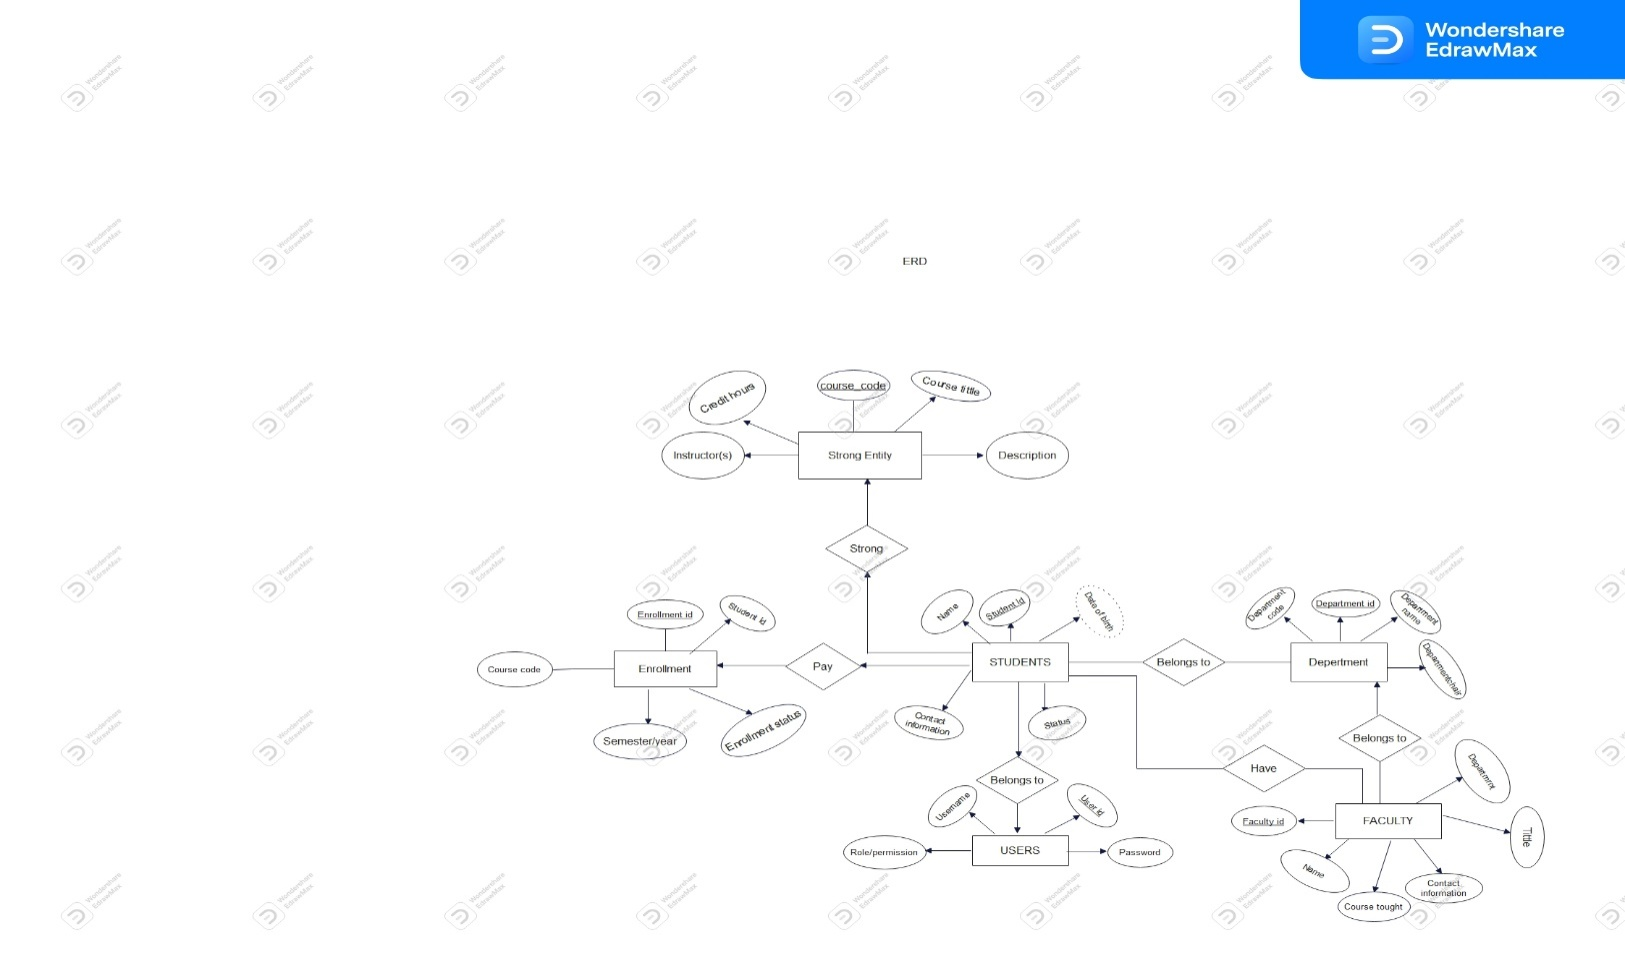 Wondershare
EdrawMax
ERD
Credit hours
course_code
Course tittle
Instructor(s)
Strong Entity
Description
Strong
Enrollment id
Student id
Course code
Enrollment
Semester/year
Enrollment status
Pay
Name
Student Id
Date of birth
STUDENTS
Contact
information
Status
Belongs to
Department
code
Department id
Department
name
Depertment
Departmentchair
Belongs to
Have
Belongs to
Username
User id
Role/permission
USERS
Password
Departmnt
Faculty id
FACULTY
Tittle
Name
Course tought
Contact
information